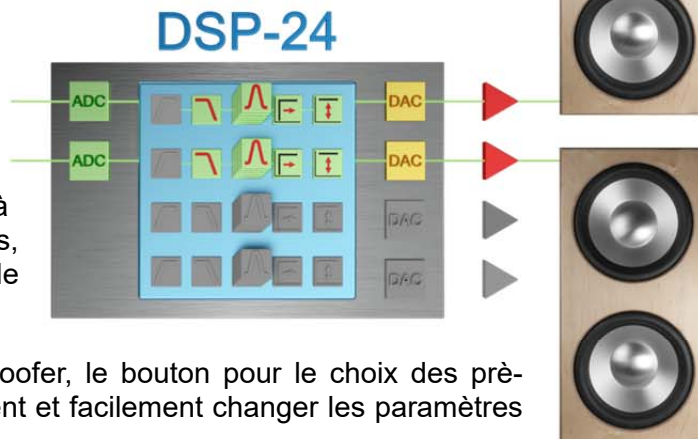 DSP-24
ADC DAC
ADC DAC
à
s,
le
DAC
DAC
oofer, le bouton pour le choix des prè-
ent et facilement changer les paramètres